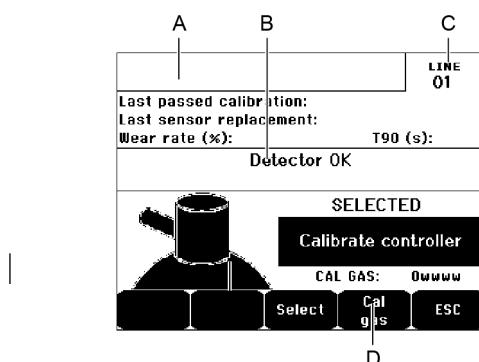 A B C
LINE
01
Last passed calibration:
Last sensor replacement:
Wear rate (%): T90 (s):
Detector OK
SELECTED
Calibrate controller
CAL GAS: 0wwww
Select Cal gas ESC
D